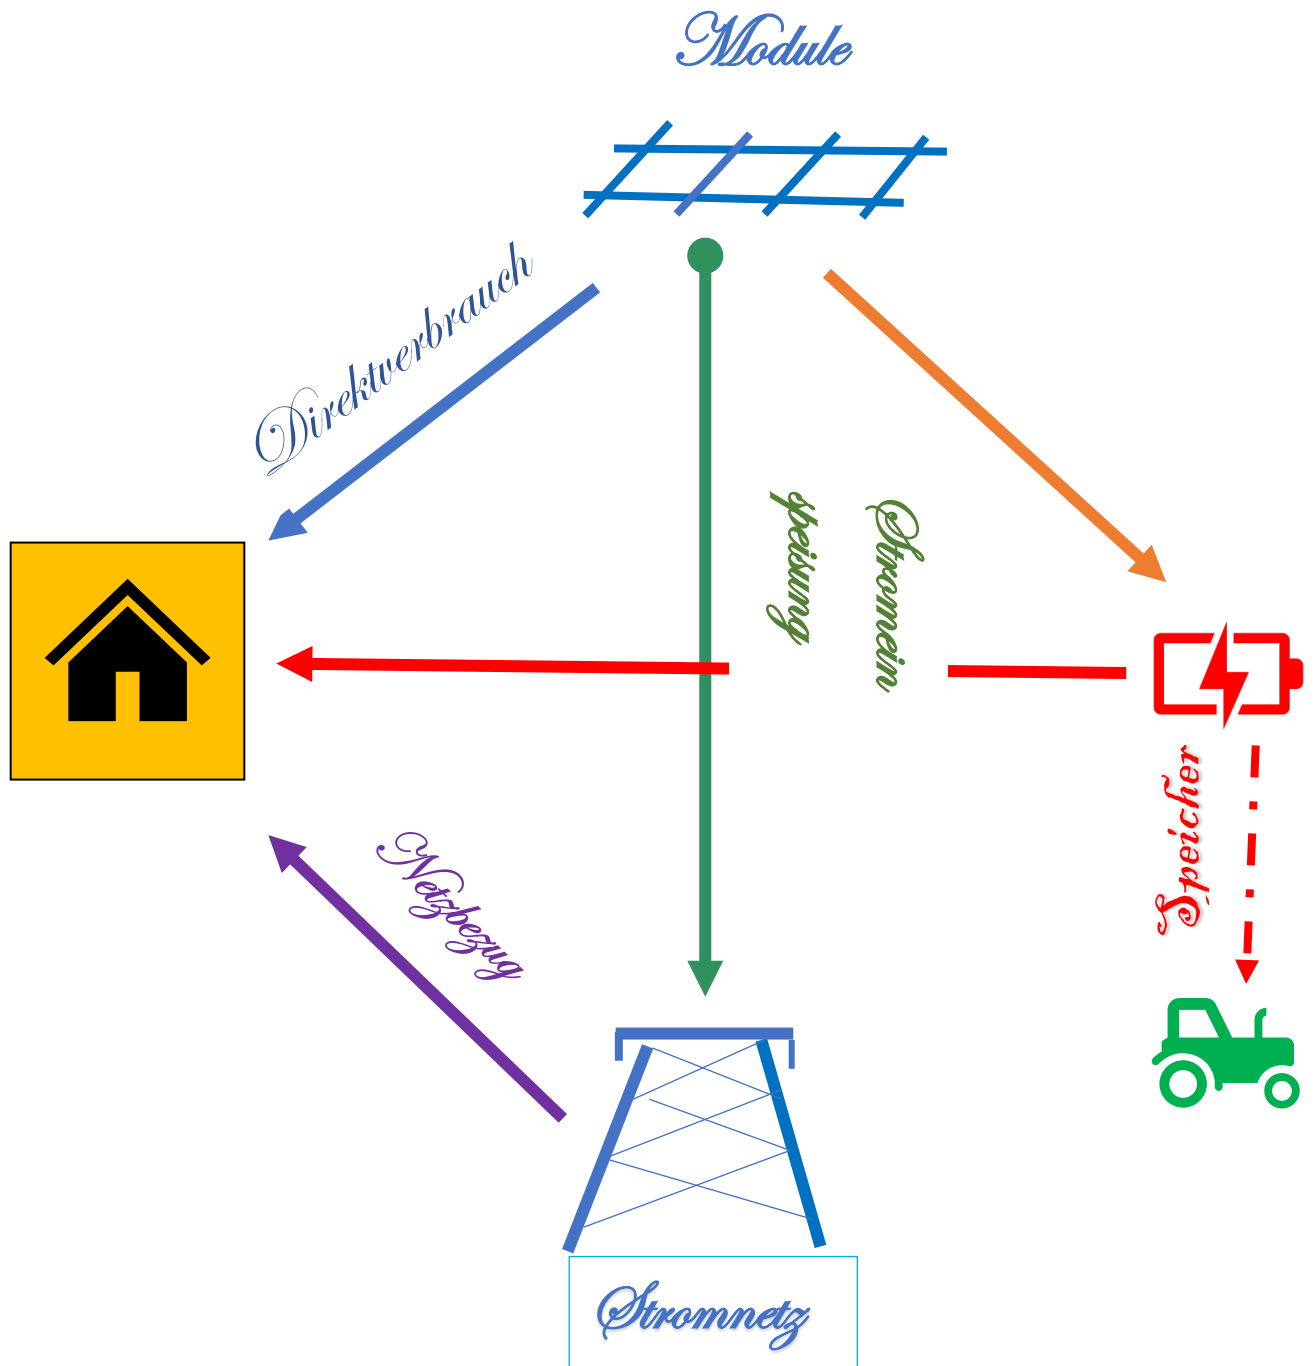 Module
Direktverbrauch
Stromein
speisung
Speicher
Netzbezug
Stromnetz